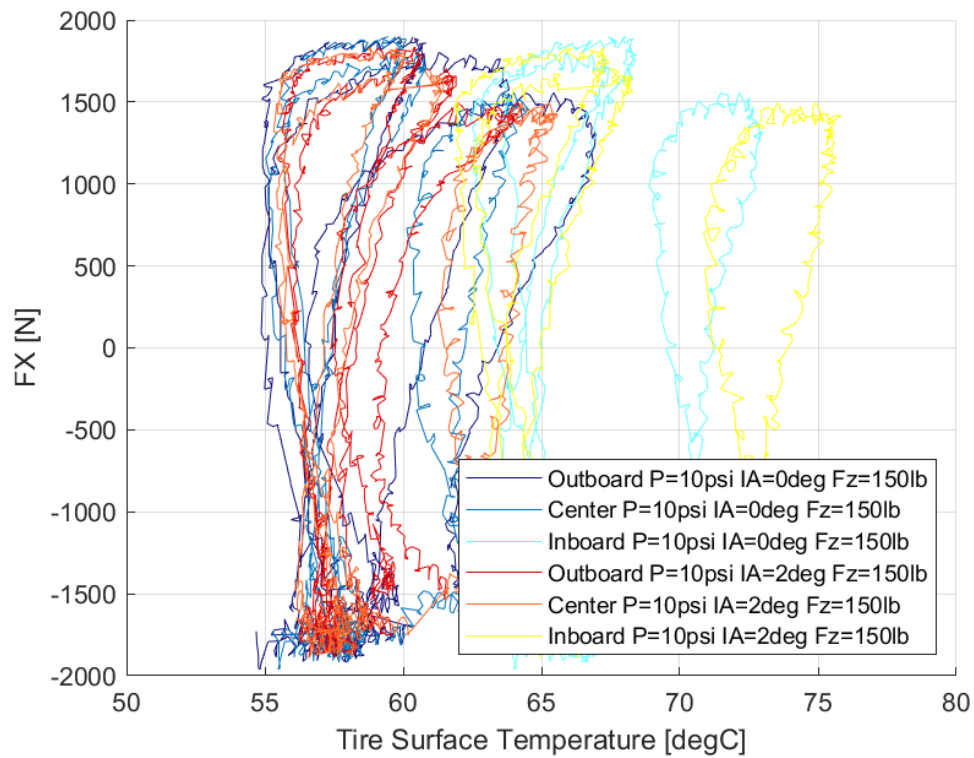 2000
1500
1000
500
0
-500
-1000
-1500
-2000
FX [N]
Outboard P=10psi IA=0deg Fz=150lb
Center P=10psi IA=0deg Fz=150lb
Inboard P=10psi IA=0deg Fz=150lb
Outboard P=10psi IA=2deg Fz=150lb
Center P=10psi IA=2deg Fz=150lb
Inboard P=10psi IA=2deg Fz=150lb
50 55 60 65 70 75 80
Tire Surface Temperature [degC]